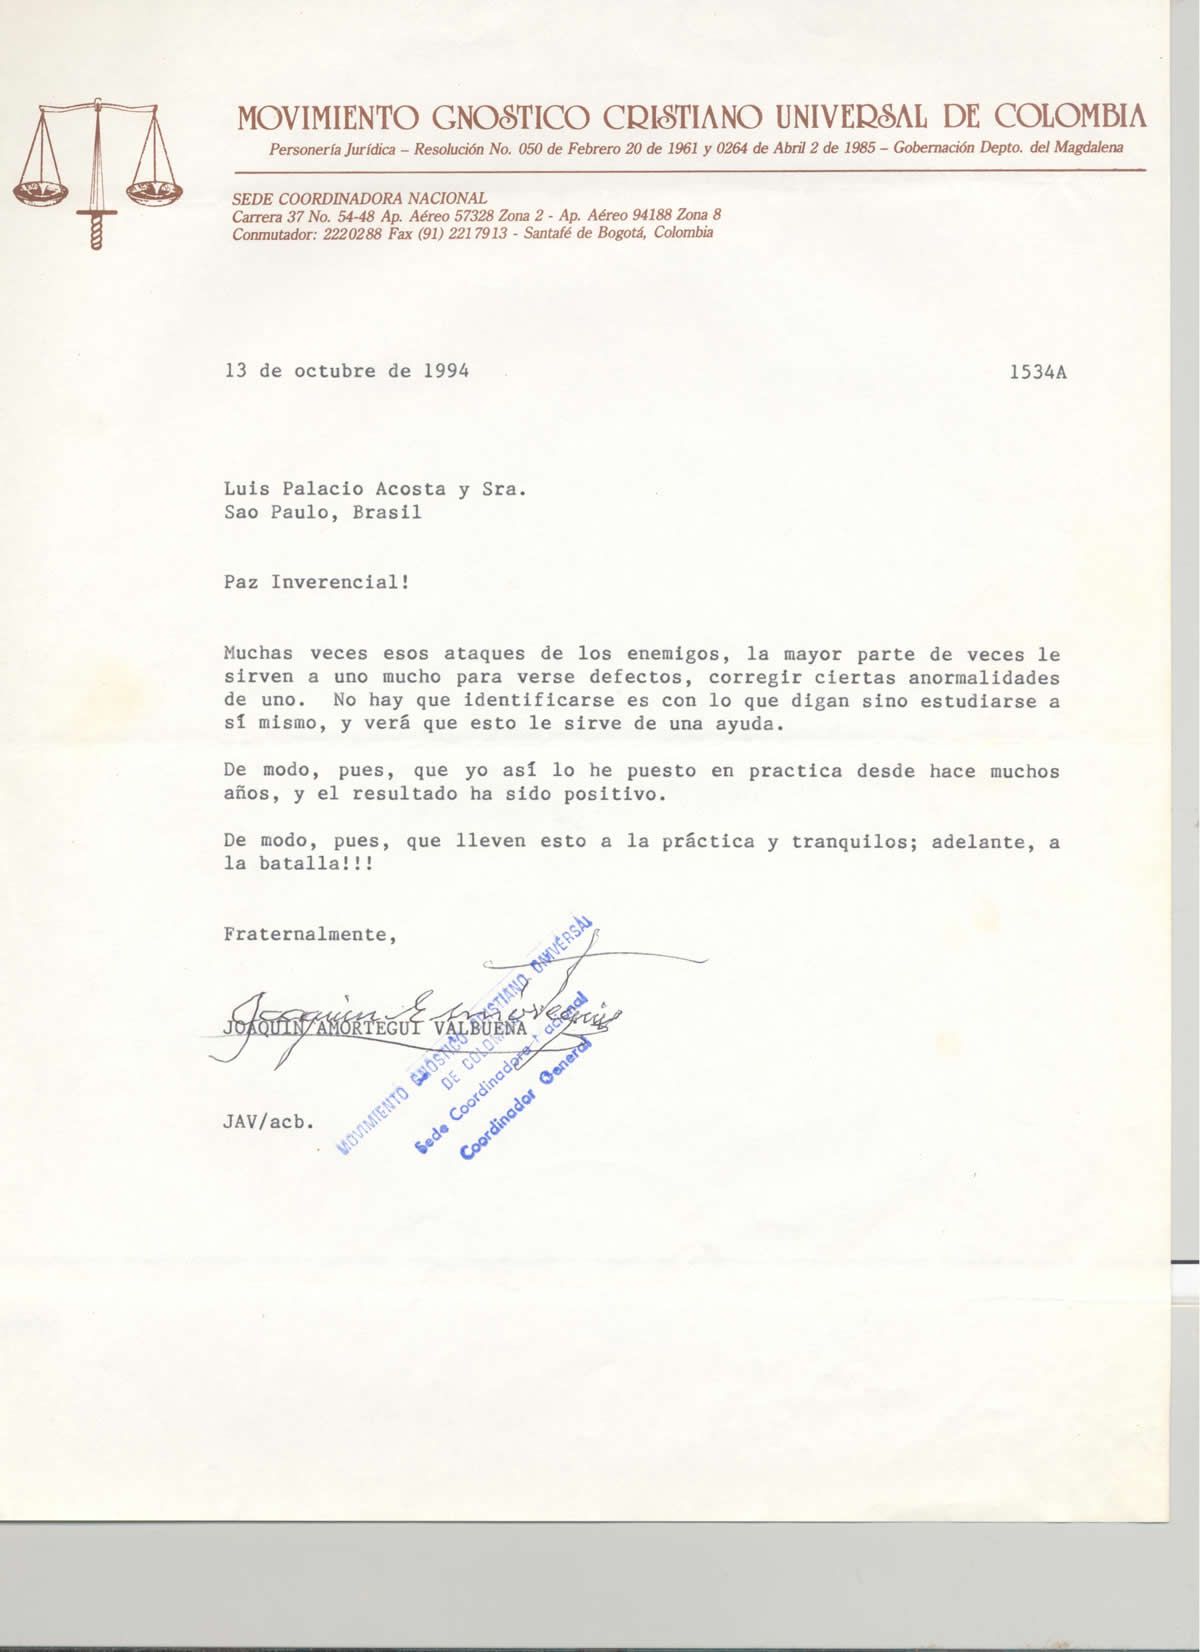 MOVIMIENTO GNOSTICO CRISTIANO UNIVERSAL DE COLOMBIA
Personería Jurídica – Resolución No. 050 de Febrero 20 de 1961 y 0264 de Abril 2 de 1985 – Gobernación Depto. del Magdalena
SEDE COORDINADORA NACIONAL
Carrera 37 No. 54-48 Ap. Aéreo 57328 Zona 2 - Ap. Aéreo 94188 Zona 8
Conmutador: 2220288 Fax (91) 2217913 - Santafé de Bogotá, Colombia
13 de octubre de 1994 1534A
Luis Palacio Acosta y Sra.
Sao Paulo, Brasil
Paz Inverencial!
Muchas veces esos ataques de los enemigos, la mayor parte de veces le
sirven a uno mucho para verse defectos, corregir ciertas anormalidades
de uno. No hay que identificarse es con lo que digan sino estudiarse a
sí mismo, y verá que esto le sirve de una ayuda.
De modo, pues, que yo así lo he puesto en practica desde hace muchos
años, y el resultado ha sido positivo.
De modo, pues, que lleven esto a la práctica y tranquilos; adelante, a
la batalla!!!
Fraternalmente,
Joaquin E
JOAQUIN AMORTEGUI VALBUENA
MOVIMIENTO GNOSTICO CRISTIANO UNIVERSAL
DE COLOMBIA
Sede Coordinadora Nacional
Coordinador General
JAV/acb.